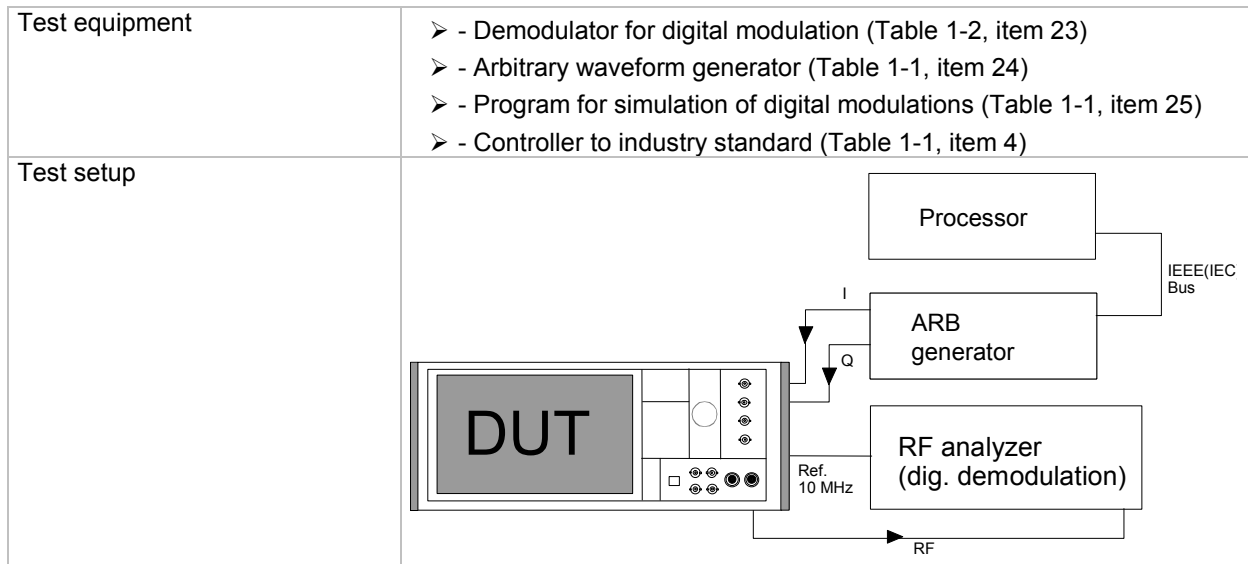 Test equipment
➢ - Demodulator for digital modulation (Table 1-2, item 23)
➢ - Arbitrary waveform generator (Table 1-1, item 24)
➢ - Program for simulation of digital modulations (Table 1-1, item 25)
➢ - Controller to industry standard (Table 1-1, item 4)
Test setup
Processor
IEEE(IEC
Bus
I
ARB
generator
Q
DUT
RF analyzer
(dig. demodulation)
Ref.
10 MHz
RF